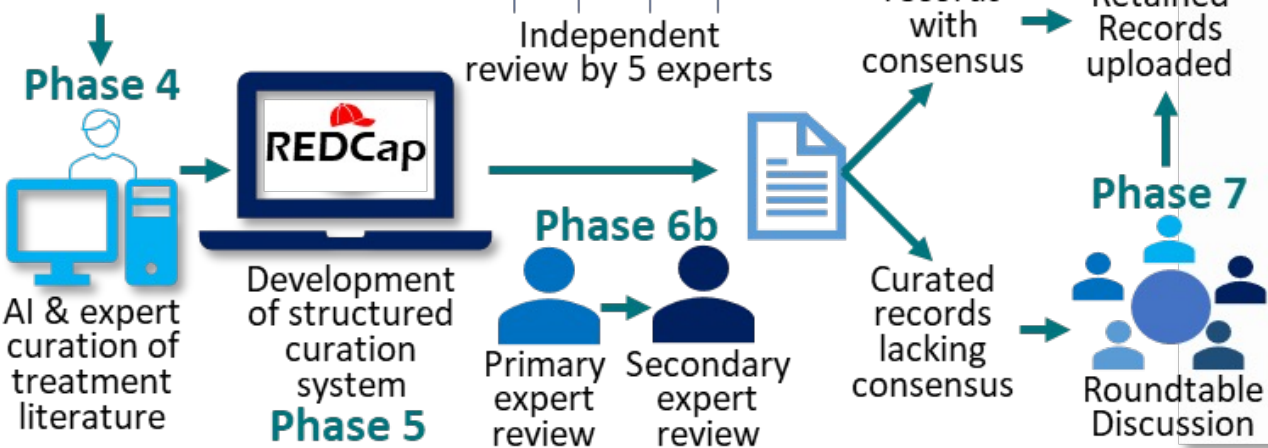 Phase 4
AI & expert
curation of
treatment
literature
REDCap
Development
of structured
curation
system
Phase 5
Independent
review by 5 experts
Phase 6b
Primary
expert
review
Secondary
expert
review
with
consensus
Curated
records
lacking
consensus
Retained
Records
uploaded
Phase 7
Roundtable
Discussion